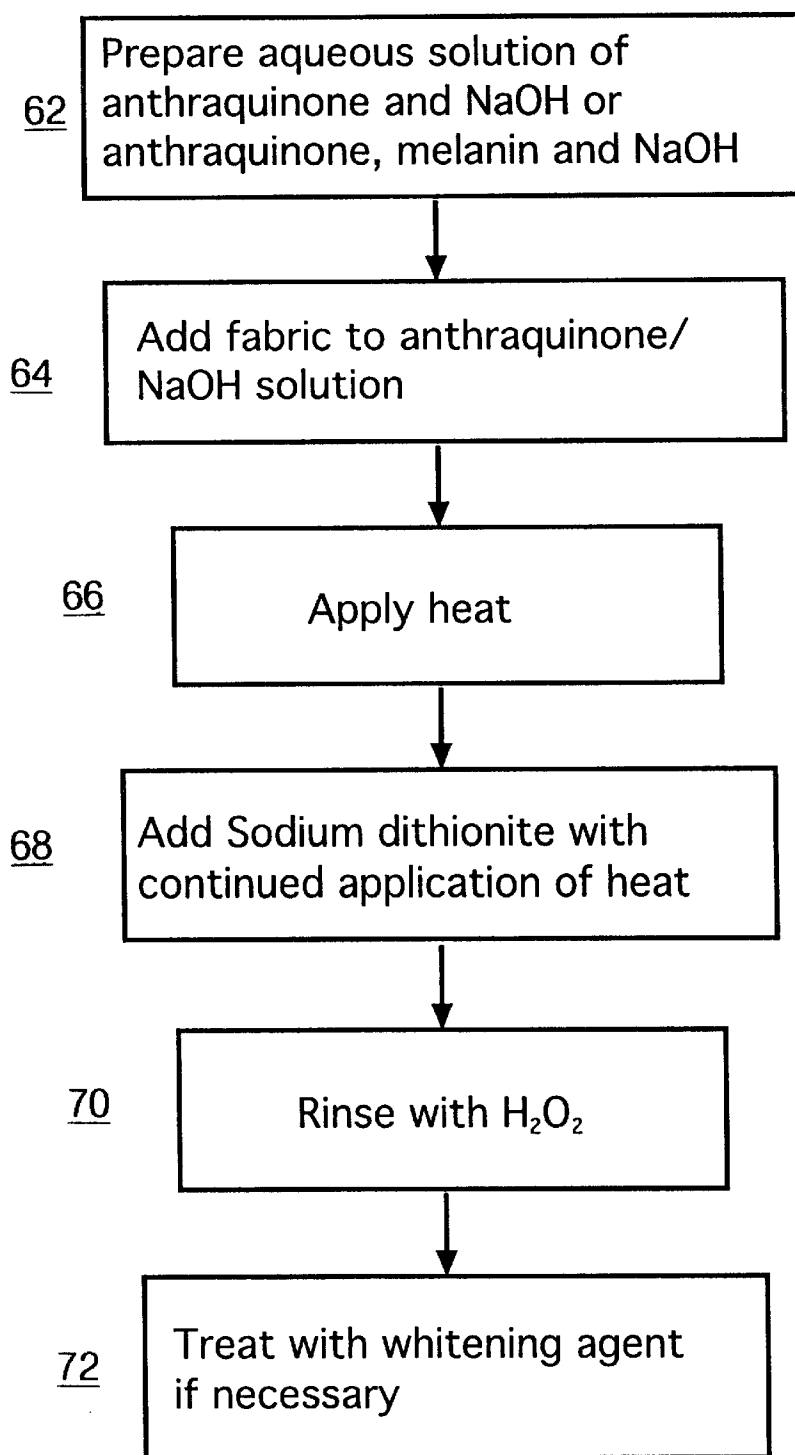 62
Prepare aqueous solution of
anthraquinone and NaOH or
anthraquinone, melanin and NaOH
64
Add fabric to anthraquinone/
NaOH solution
66
Apply heat
68
Add Sodium dithionite with
continued application of heat
70
Rinse with H₂O₂
72
Treat with whitening agent
if necessary